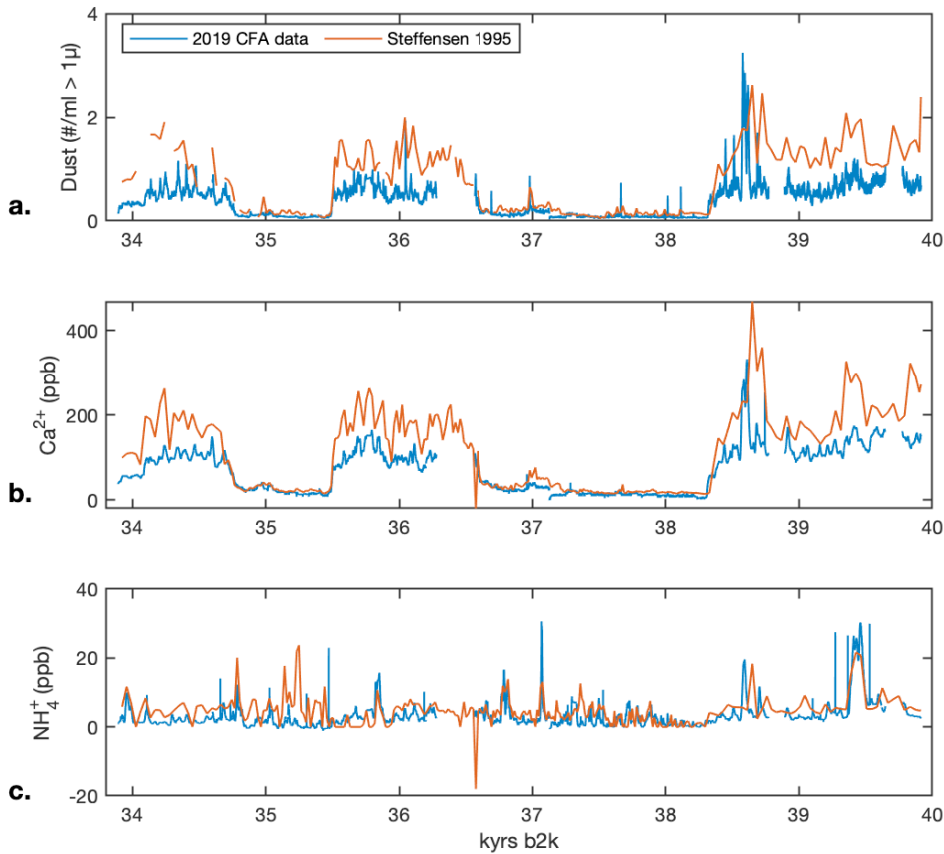 4
2019 CFA data
Steffensen 1995
2
0
Dust (#/ml > 1μ)
a.
34 35 36 37 38 39 40
400
200
0
Ca2+ (ppb)
b.
34 35 36 37 38 39 40
40
20
0
-20
NH4+ (ppb)
c.
34 35 36 37 38 39 40
kyrs b2k